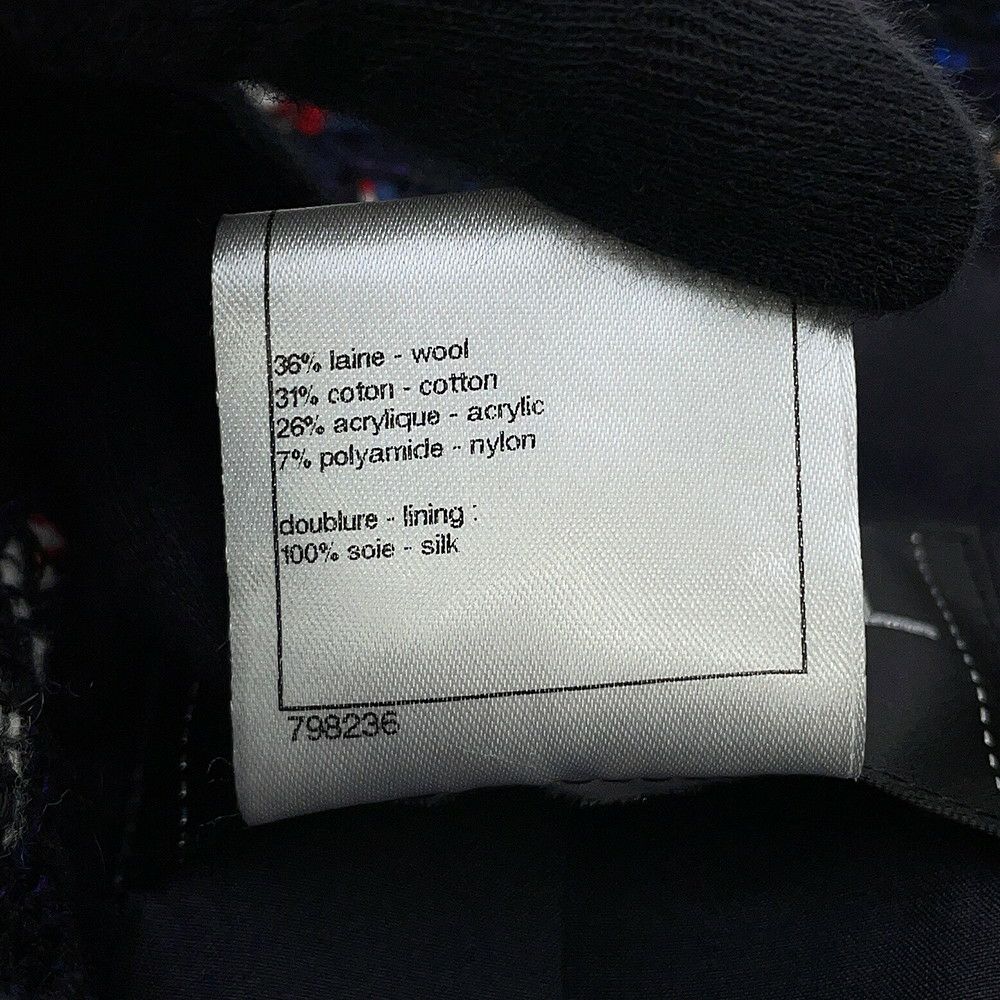 36% laine - wool
31% coton - cotton
26% acrylique - acrylic
7% polyamide - nylon
doublure - lining :
100% soie - silk
798236